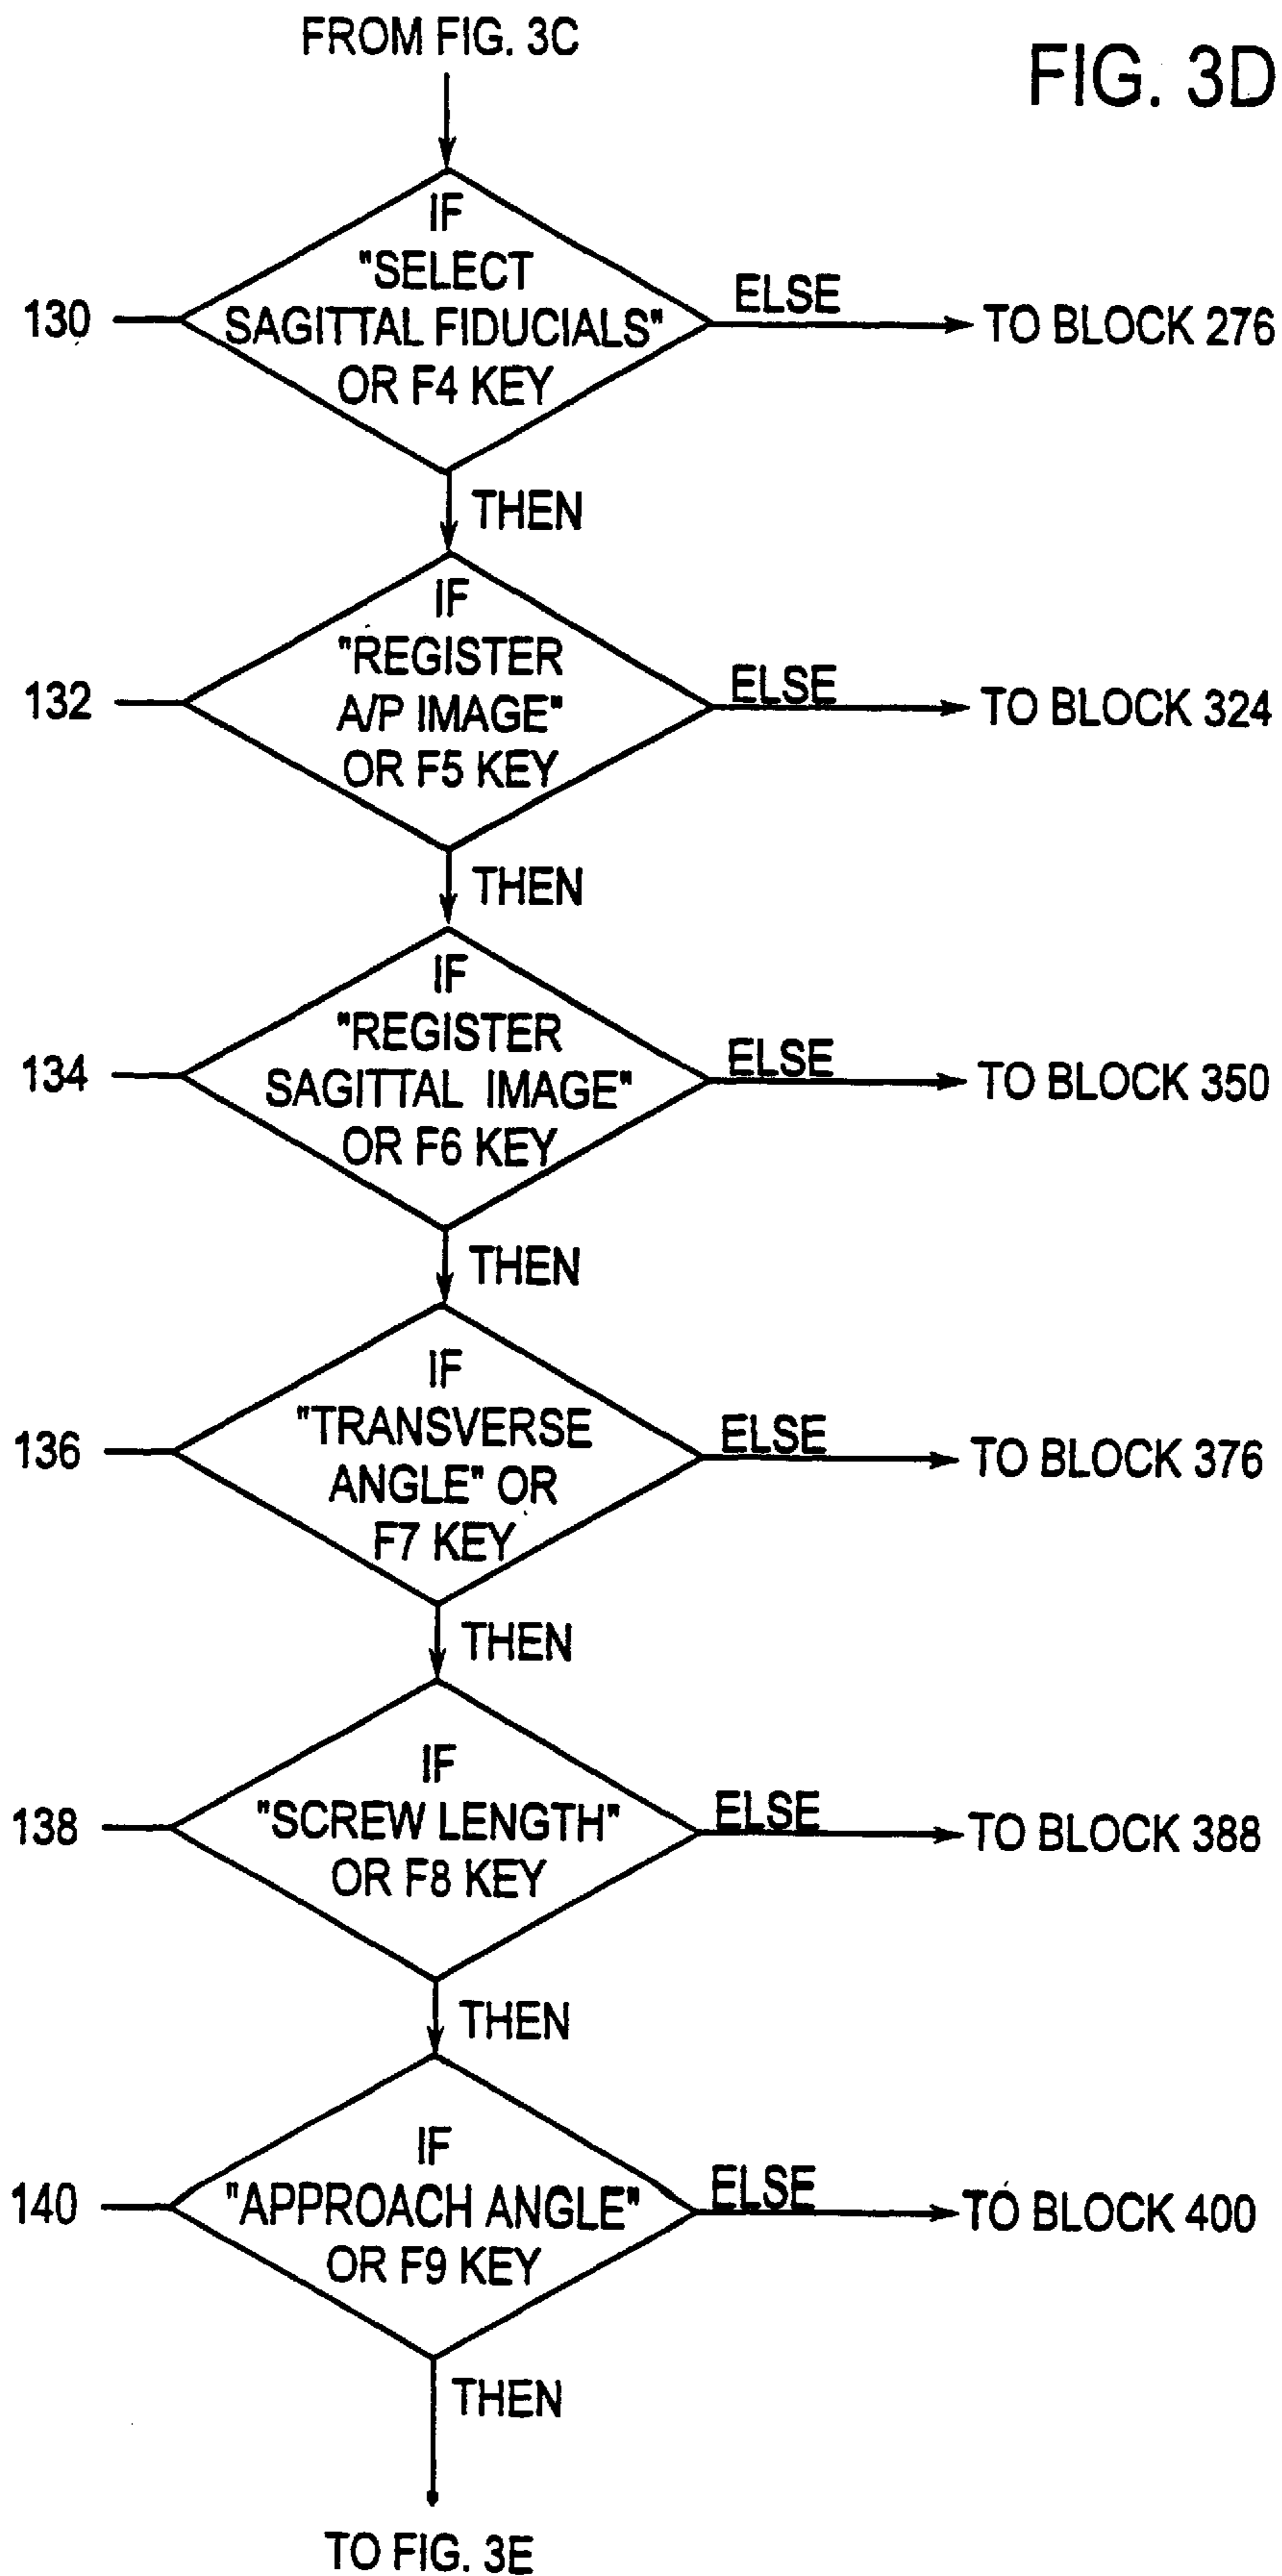 FROM FIG. 3C
FIG. 3D
IF
"SELECT
SAGITTAL FIDUCIALS"
OR F4 KEY
130
ELSE
TO BLOCK 276
THEN
IF
"REGISTER
A/P IMAGE"
OR F5 KEY
132
ELSE
TO BLOCK 324
THEN
IF
"REGISTER
SAGITTAL IMAGE"
OR F6 KEY
134
ELSE
TO BLOCK 350
THEN
IF
"TRANSVERSE
ANGLE" OR
F7 KEY
136
ELSE
TO BLOCK 376
THEN
IF
"SCREW LENGTH"
OR F8 KEY
138
ELSE
TO BLOCK 388
THEN
IF
"APPROACH ANGLE"
OR F9 KEY
140
ELSE
TO BLOCK 400
THEN
TO FIG. 3E